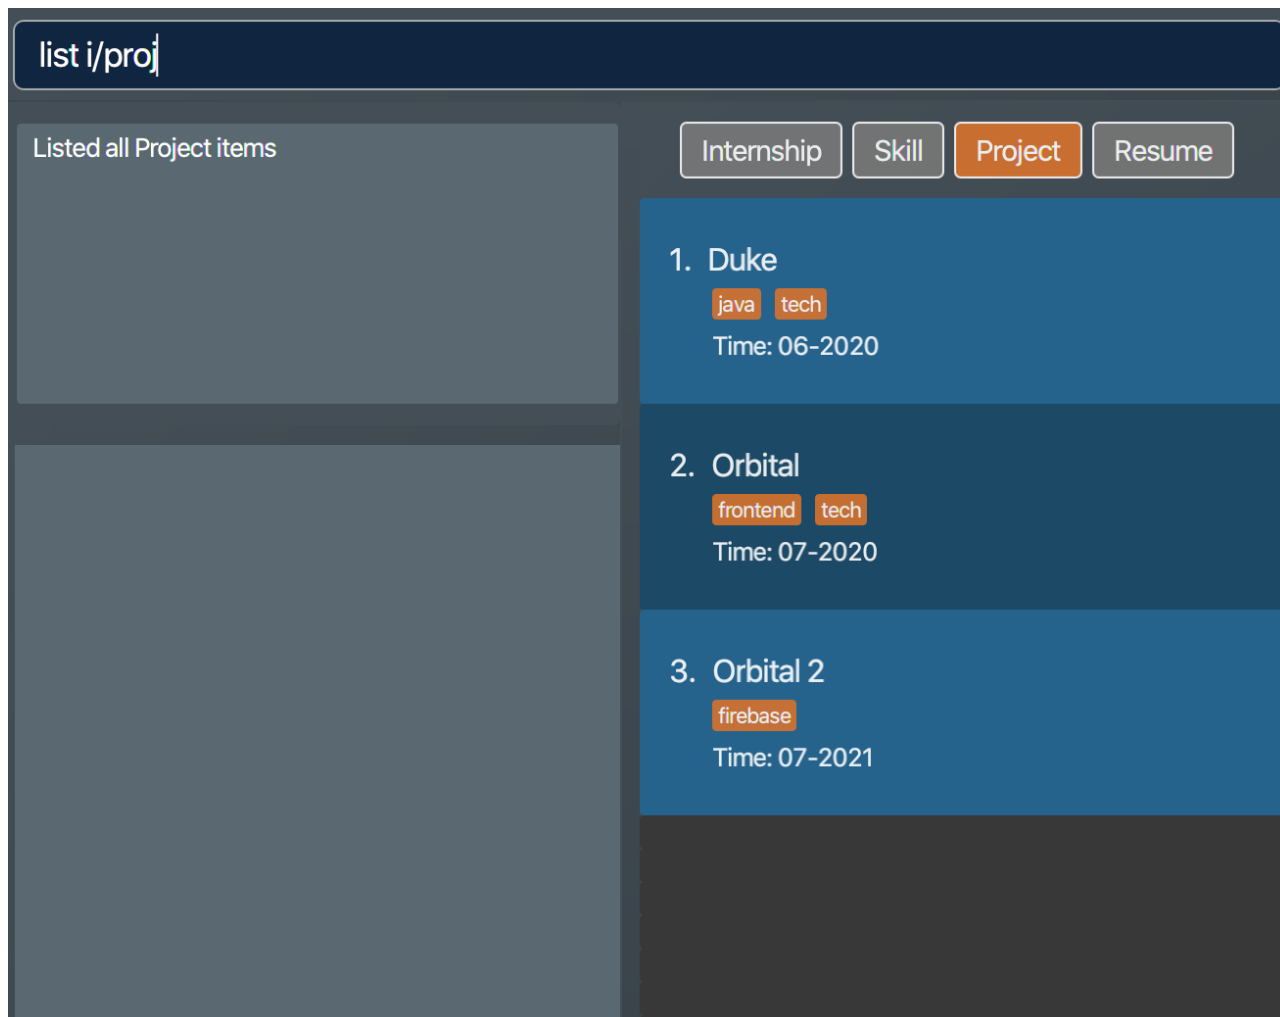 list i/proj
Listed all Project items
Internship Skill Project Resume
1. Duke
java tech
Time: 06-2020
2. Orbital
frontend tech
Time: 07-2020
3. Orbital 2
firebase
Time: 07-2021